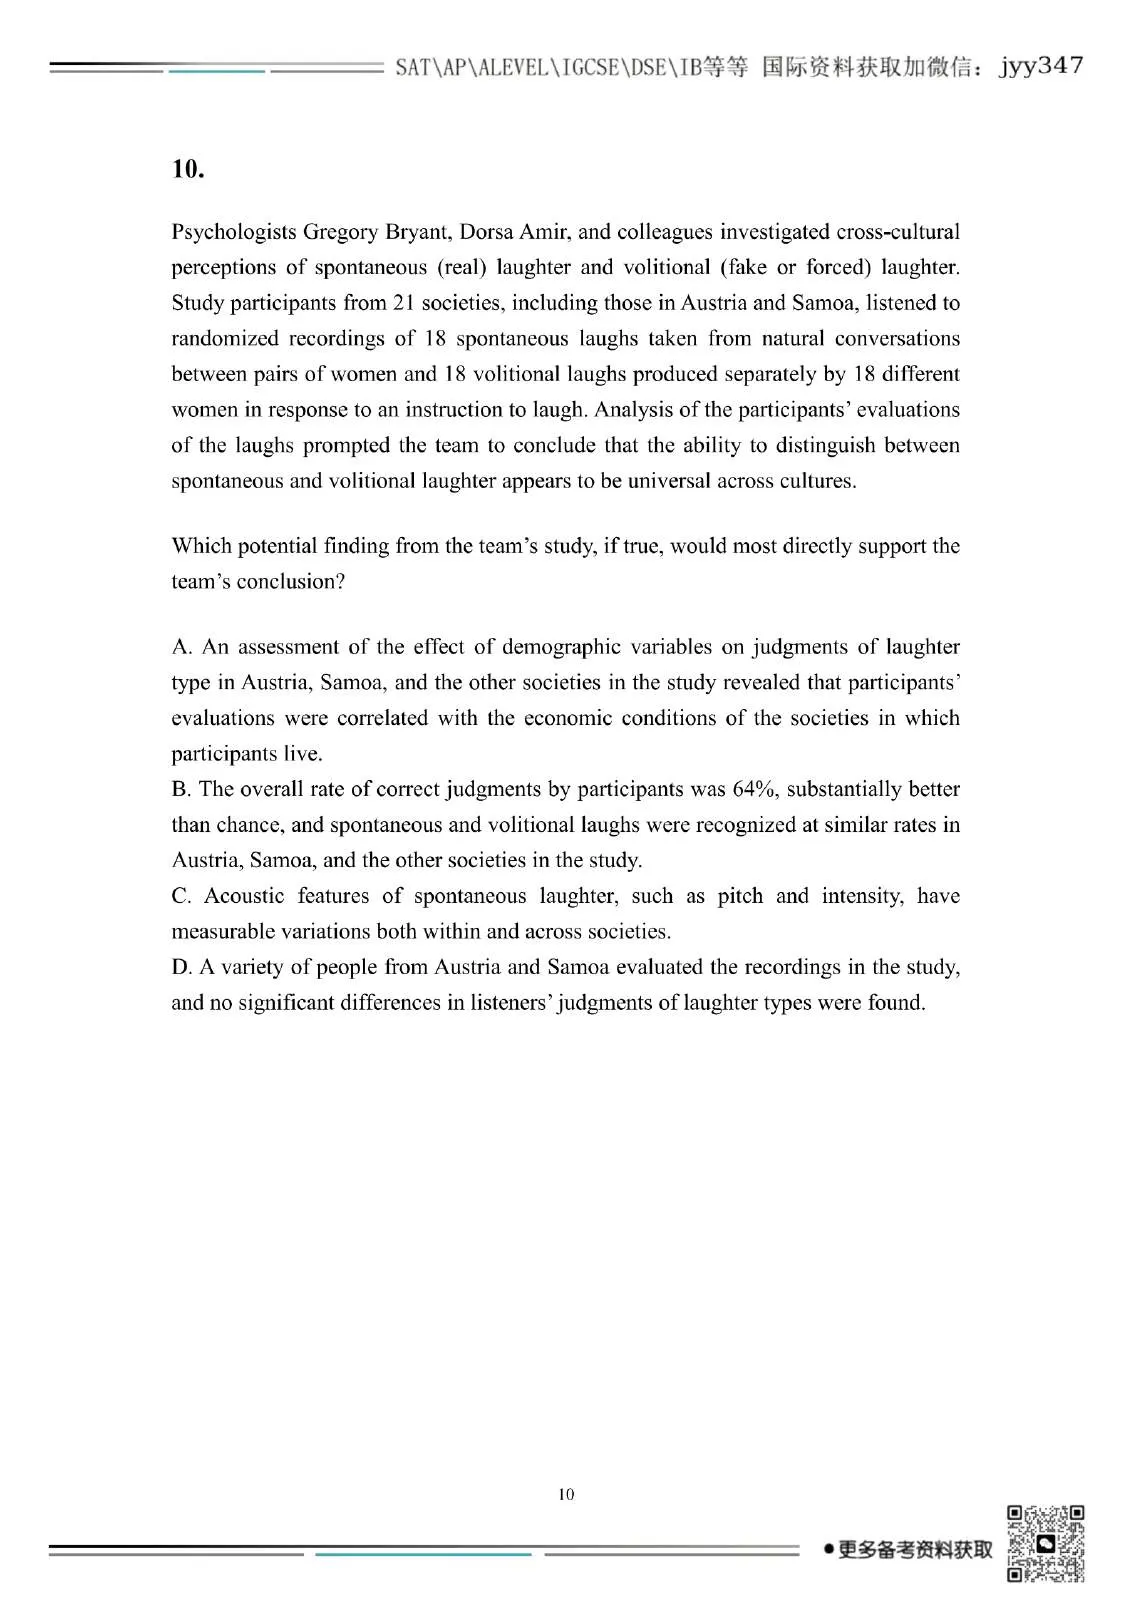 SAT\AP\ALEVEL\IGCSE\DSE\IB等等 国际资料获取加微信: jyy347
10.
Psychologists Gregory Bryant, Dorsa Amir, and colleagues investigated cross-cultural
perceptions of spontaneous (real) laughter and volitional (fake or forced) laughter.
Study participants from 21 societies, including those in Austria and Samoa, listened to
randomized recordings of 18 spontaneous laughs taken from natural conversations
between pairs of women and 18 volitional laughs produced separately by 18 different
women in response to an instruction to laugh. Analysis of the participants’ evaluations
of the laughs prompted the team to conclude that the ability to distinguish between
spontaneous and volitional laughter appears to be universal across cultures.
Which potential finding from the team’s study, if true, would most directly support the
team’s conclusion?
A. An assessment of the effect of demographic variables on judgments of laughter
type in Austria, Samoa, and the other societies in the study revealed that participants’
evaluations were correlated with the economic conditions of the societies in which
participants live.
B. The overall rate of correct judgments by participants was 64%, substantially better
than chance, and spontaneous and volitional laughs were recognized at similar rates in
Austria, Samoa, and the other societies in the study.
C. Acoustic features of spontaneous laughter, such as pitch and intensity, have
measurable variations both within and across societies.
D. A variety of people from Austria and Samoa evaluated the recordings in the study,
and no significant differences in listeners’ judgments of laughter types were found.
10
●更多备考资料获取